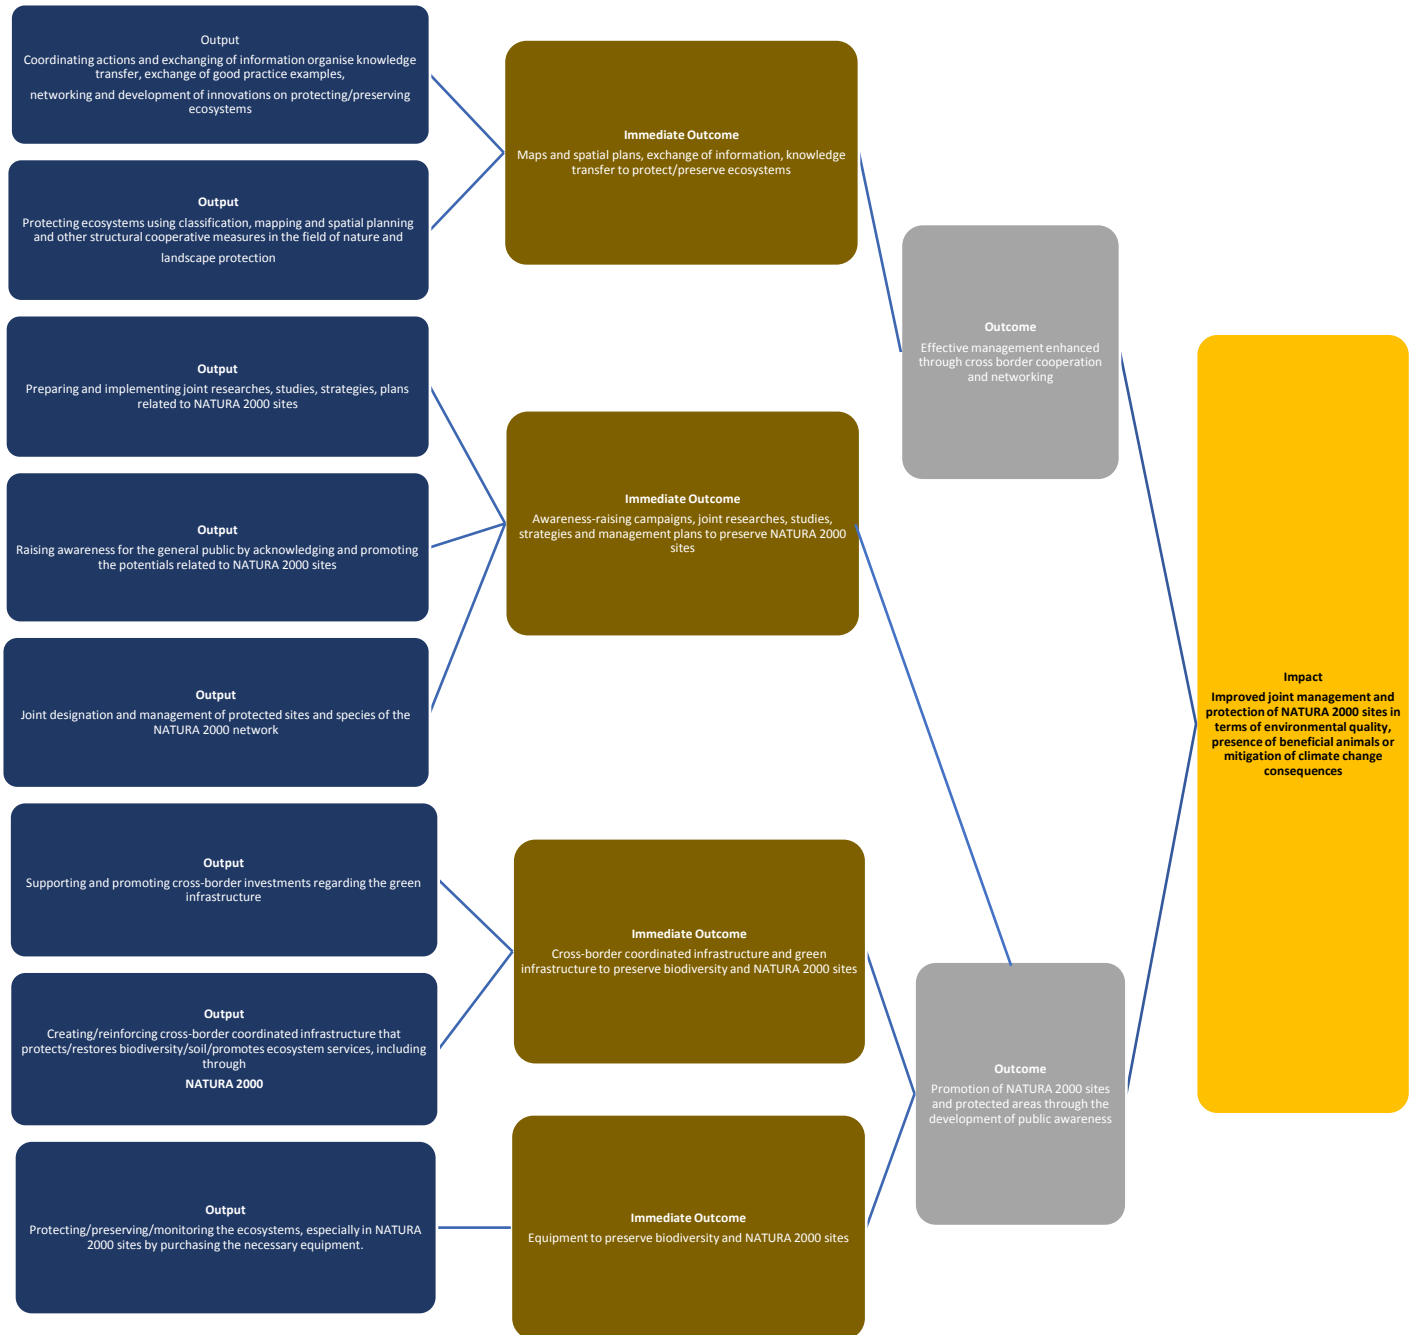 Output
Coordinating actions and exchanging of information organise knowledge
transfer, exchange of good practice examples,
networking and development of innovations on protecting/preserving
ecosystems
Output
Protecting ecosystems using classification, mapping and spatial planning
and other structural cooperative measures in the field of nature and
landscape protection
Output
Preparing and implementing joint researches, studies, strategies, plans
related to NATURA 2000 sites
Output
Raising awareness for the general public by acknowledging and promoting
the potentials related to NATURA 2000 sites
Output
Joint designation and management of protected sites and species of the
NATURA 2000 network
Output
Supporting and promoting cross-border investments regarding the green
infrastructure
Output
Creating/reinforcing cross-border coordinated infrastructure that
protects/restores biodiversity/soil/promotes ecosystem services, including
through
NATURA 2000
Output
Protecting/preserving/monitoring the ecosystems, especially in NATURA
2000 sites by purchasing the necessary equipment.
Immediate Outcome
Maps and spatial plans, exchange of information, knowledge
transfer to protect/preserve ecosystems
Immediate Outcome
Awareness-raising campaigns, joint researches, studies,
strategies and management plans to preserve NATURA 2000
sites
Immediate Outcome
Cross-border coordinated infrastructure and green
infrastructure to preserve biodiversity and NATURA 2000 sites
Immediate Outcome
Equipment to preserve biodiversity and NATURA 2000 sites
Outcome
Effective management enhanced
through cross border cooperation
and networking
Outcome
Promotion of NATURA 2000 sites
and protected areas through the
development of public awareness
Impact
Improved joint management and
protection of NATURA 2000 sites in
terms of environmental quality,
presence of beneficial animals or
mitigation of climate change
consequences